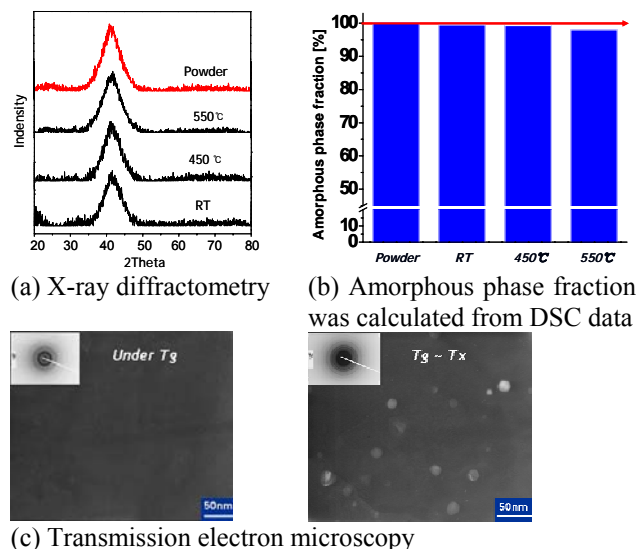 Indensity
Powder
550℃
450 ℃
RT
20 30 40 50 60 70 80
2Theta
Amorphous phase fraction [%]
100
90
80
70
60
50
10
0
Powder RT 450℃ 550℃
(a) X-ray diffractometry
(b) Amorphous phase fraction
was calculated from DSC data
Under Tg
50nm
Tg ~ Tx
50nm
(c) Transmission electron microscopy